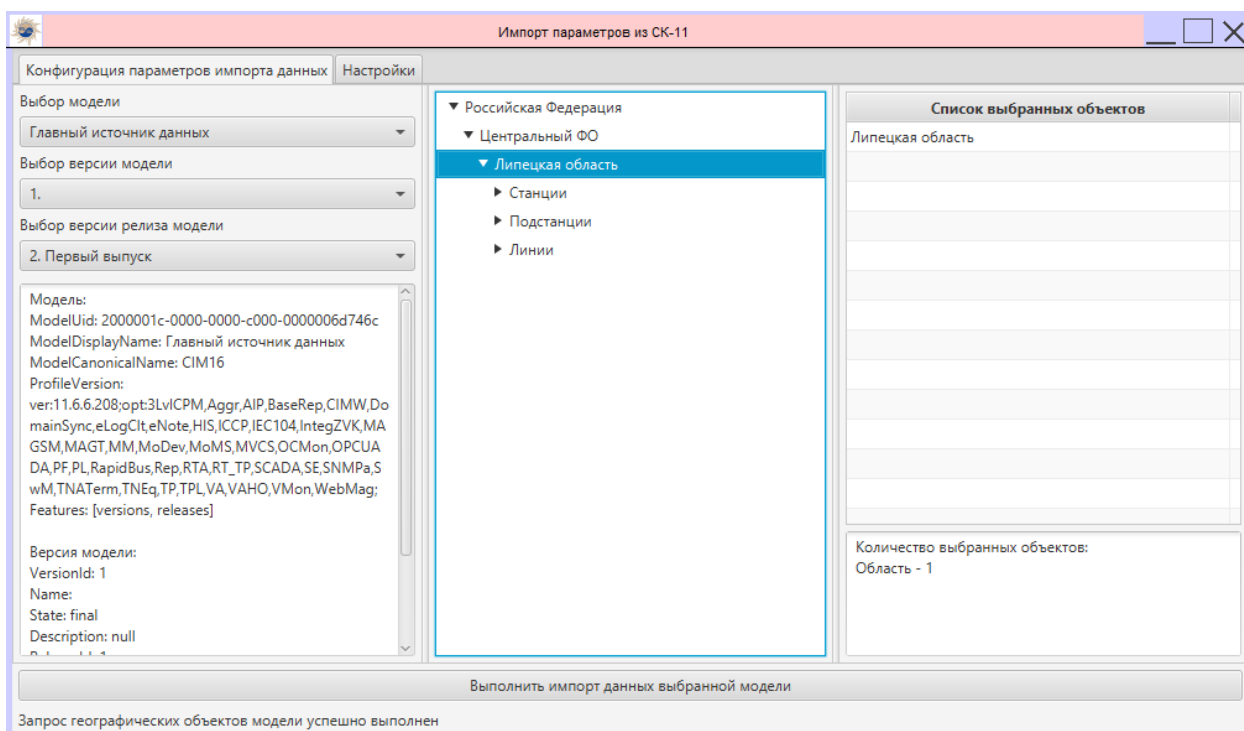 Импорт параметров из СК-11
Конфигурация параметров импорта данных
Настройки
Выбор модели
Главный источник данных
Выбор версии модели
1.
Выбор версии релиза модели
2. Первый выпуск
Модель:
ModelUid: 2000001c-0000-0000-c000-0000006d746c
ModelDisplayName: Главный источник данных
ModelCanonicalName: CIM16
ProfileVersion:
ver:11.6.6.208;opt:3LvlCPM,Aggr,AIP,BaseRep,CIMW,Do
mainSync,eLogClt,eNote,HIS,ICCP,IEC104,IntegZVK,MA
GSM,MAGT,MM,MoDev,MoMS,MVCS,OCMon,OPCUA
DA,PF,PL,RapidBus,Rep,RTA,RT_TP,SCADA,SE,SNMPa,S
wM,TNATerm,TNEq,TP,TPL,VA,VAHO,VMon,WebMag;
Features: [versions, releases]
Версия модели:
VersionId: 1
Name:
State: final
Description: null
Российская Федерация
Центральный ФО
Липецкая область
Станции
Подстанции
Линии
Список выбранных объектов
Липецкая область
Количество выбранных объектов:
Область - 1
Выполнить импорт данных выбранной модели
Запрос географических объектов модели успешно выполнен